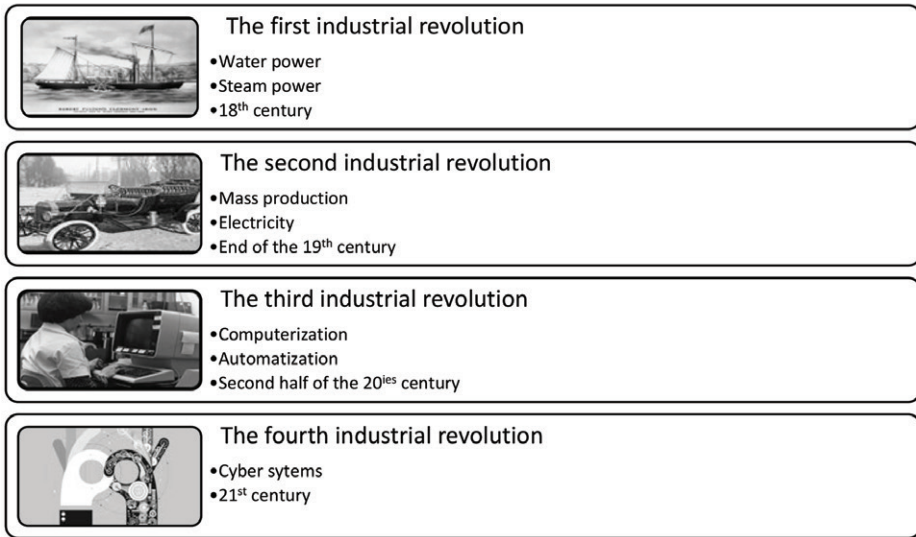 The first industrial revolution
•Water power
•Steam power
•18th century
The second industrial revolution
•Mass production
•Electricity
•End of the 19th century
The third industrial revolution
•Computerization
•Automatization
•Second half of the 20ies century
The fourth industrial revolution
•Cyber sytems
•21st century